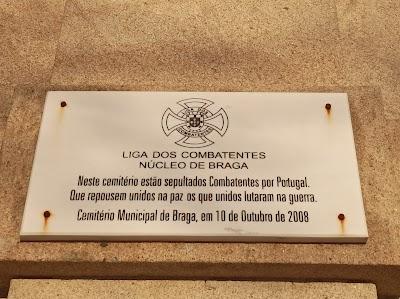 LIGA DOS COMBATENTES
NÚCLEO DE BRAGA
Neste cemitério estão sepultados Combatentes por Portugal.
Que repousem unidos na paz os que unidos lutaram na guerra.
Cemitério Municipal de Braga, em 10 de Outubro de 2008